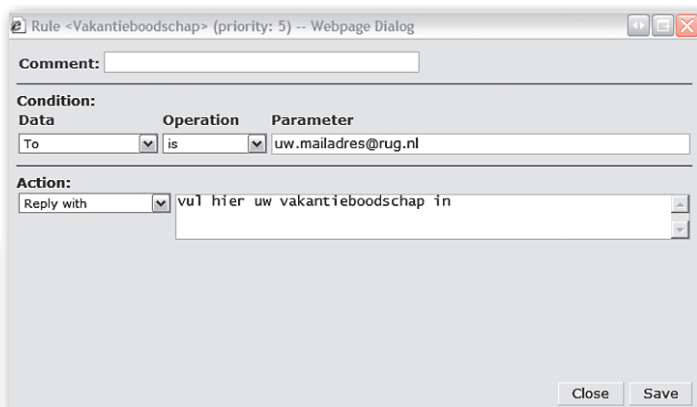 Rule <Vakantieboodschap> (priority: 5) -- Webpage Dialog
Comment:
Condition:
Data Operation Parameter
To is uw.mailadres@rug.nl
Action:
Reply with vul hier uw vakantieboodschap in
Close Save